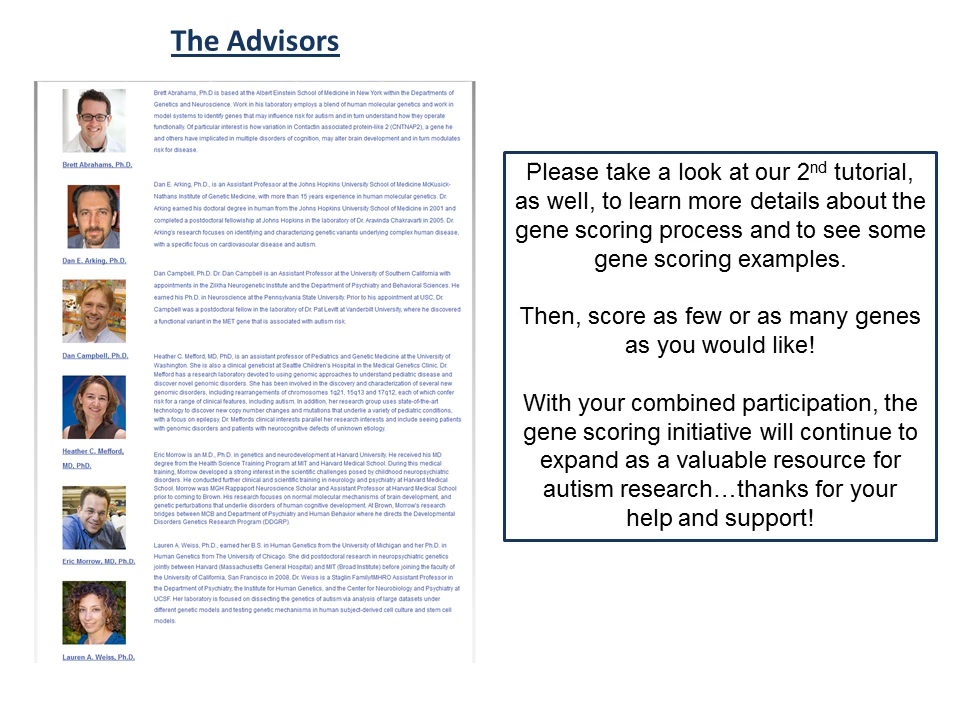 The Advisors
Brett Abrahams, Ph.D is based at the Albert Einstein School of Medicine in New York within the Departments of
Genetics and Neuroscience. Work in his laboratory employs a blend of human molecular genetics and work in
model systems to identify genes that may influence risk for autism and in turn understand how they operate
functionally. Of particular interest is how variation in Contactin associated protein-like 2 (CNTNAP2), a gene he
and others have implicated in multiple disorders of cognition, may alter brain development and in turn modulates
risk for disease.
Brett Abrahams, Ph.D.
Dan E. Arking, Ph.D., is an Assistant Professor at the Johns Hopkins University School of Medicine McKusick-
Nathans Institute of Genetic Medicine, with more than 15 years experience in human molecular genetics. Dr.
Arking earned his doctoral degree in human from the Johns Hopkins University School of Medicine in 2001 and
completed a postdoctoral fellowship at Johns Hopkins in the laboratory of Dr. Aravinda Chakravarti in 2005. Dr.
Arking's research focuses on identifying and characterizing genetic variants underlying complex human disease,
with a specific focus on cardiovascular disease and autism.
Dan E. Arking, Ph.D.
Dan Campbell, Ph.D. Dr. Dan Campbell is an Assistant Professor at the University of Southern California with
appointments in the Zilkha Neurogenetic Institute and the Department of Psychiatry and Behavioral Sciences. He
earned his Ph.D. in Neuroscience at the Pennsylvania State University. Prior to his appointment at USC, Dr.
Campbell was a postdoctoral fellow in the laboratory of Dr. Pat Levitt at Vanderbilt University, where he discovered
a functional variant in the MET gene that is associated with autism risk.
Dan Campbell, Ph.D.
Heather C. Mefford, MD, PhD, is an assistant professor of Pediatrics and Genetic Medicine at the University of
Washington. She is also a clinical geneticist at Seattle Children's Hospital in the Medical Genetics Clinic. Dr.
Mefford has a research laboratory devoted to using genomic approaches to understand pediatric disease and
discover novel genomic disorders. She has been involved in the discovery and characterization of several new
genomic disorders, including rearrangements of chromosomes 1q21, 15q13 and 17q12, each of which confer
risk for a range of clinical features, including autism. In addition, her research group uses state-of-the-art
technology to discover new copy number changes and mutations that underlie a variety of pediatric conditions,
with a focus on epilepsy. Dr. Meffords clinical interests parallel her research interests and include seeing patients
with genomic disorders and patients with neurocognitive defects of unknown etiology.
Heather C. Mefford,
MD, PhD.
Eric Morrow is an M.D., Ph.D. in genetics and neurodevelopment at Harvard University. He received his MD
degree from the Health Science Training Program at MIT and Harvard Medical School. During this medical
training, Morrow developed a strong interest in the scientific challenges posed by childhood neuropsychiatric
disorders. He conducted further clinical and scientific training in neurology and psychiatry at Harvard Medical
School. Morrow was MGH Rappaport Neuroscience Scholar and Assistant Professor at Harvard Medical School
prior to coming to Brown. His research focuses on normal molecular mechanisms of brain development, and
genetic perturbations that underlie disorders of human cognitive development. At Brown, Morrow's research
bridges between MCB and Department of Psychiatry and Human Behavior where he directs the Developmental
Disorders Genetics Research Program (DDGRP).
Eric Morrow, MD, Ph.D.
Lauren A. Weiss, Ph.D., earned her B.S. in Human Genetics from the University of Michigan and her Ph.D. in
Human Genetics from The University of Chicago. She did postdoctoral research in neuropsychiatric genetics
jointly between Harvard (Massachusetts General Hospital) and MIT (Broad Institute) before joining the faculty of
the University of California, San Francisco in 2008. Dr. Weiss is a Staglin Family/IMHRO Assistant Professor in
the Department of Psychiatry, the Institute for Human Genetics, and the Center for Neurobiology and Psychiatry at
UCSF. Her laboratory is focused on dissecting the genetics of autism via analysis of large datasets under
different genetic models and testing genetic mechanisms in human subject-derived cell culture and stem cell
models.
Lauren A. Weiss, Ph.D.
Please take a look at our 2nd tutorial,
as well, to learn more details about the
gene scoring process and to see some
gene scoring examples.
Then, score as few or as many genes
as you would like!
With your combined participation, the
gene scoring initiative will continue to
expand as a valuable resource for
autism research…thanks for your
help and support!